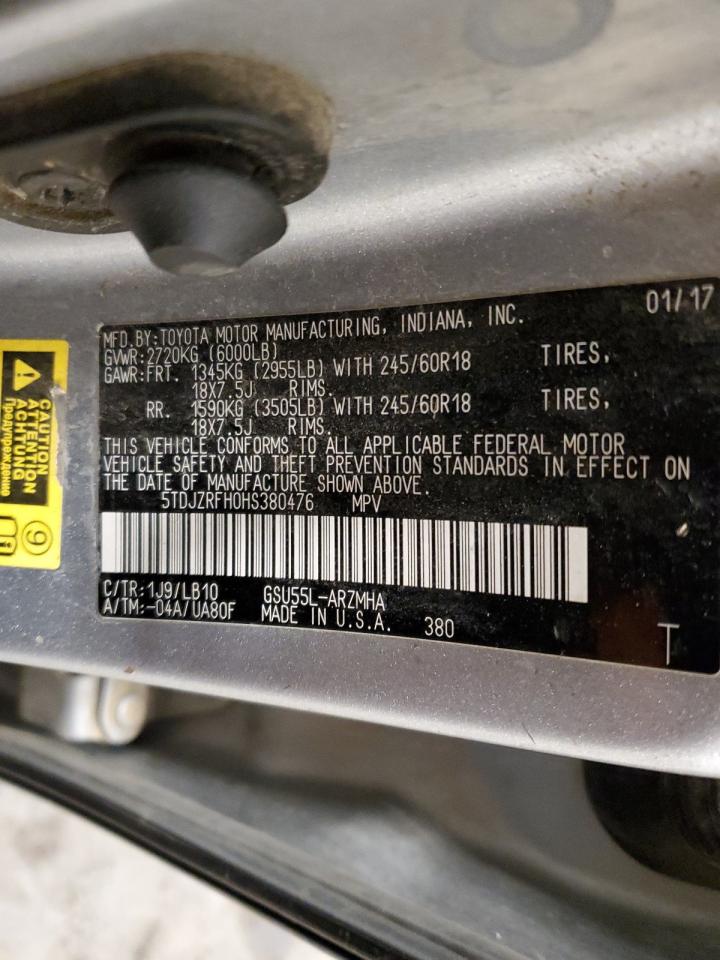 01/17
MFD.BY:TOYOTA MOTOR MANUFACTURING, INDIANA, INC.
GVWR:2720KG (6000LB)
GAWR:FRT. 1345KG (2955LB) WITH 245/60R18 TIRES,
18X7.5J RIMS.
RR. 1590KG (3505LB) WITH 245/60R18 TIRES,
18X7.5J RIMS.
THIS VEHICLE CONFORMS TO ALL APPLICABLE FEDERAL MOTOR
VEHICLE SAFETY AND THEFT PREVENTION STANDARDS IN EFFECT ON
THE DATE OF MANUFACTURE SHOWN ABOVE.
5TDJZRFH0HS380476 MPV
C/TR:1J9/LB10 GSU55L-ARZMHA
A/TM:-04A/UA80F MADE IN U.S.A. 380
T
CAUTION
ATTENTION
ACHTUNG
Предупреждение
9